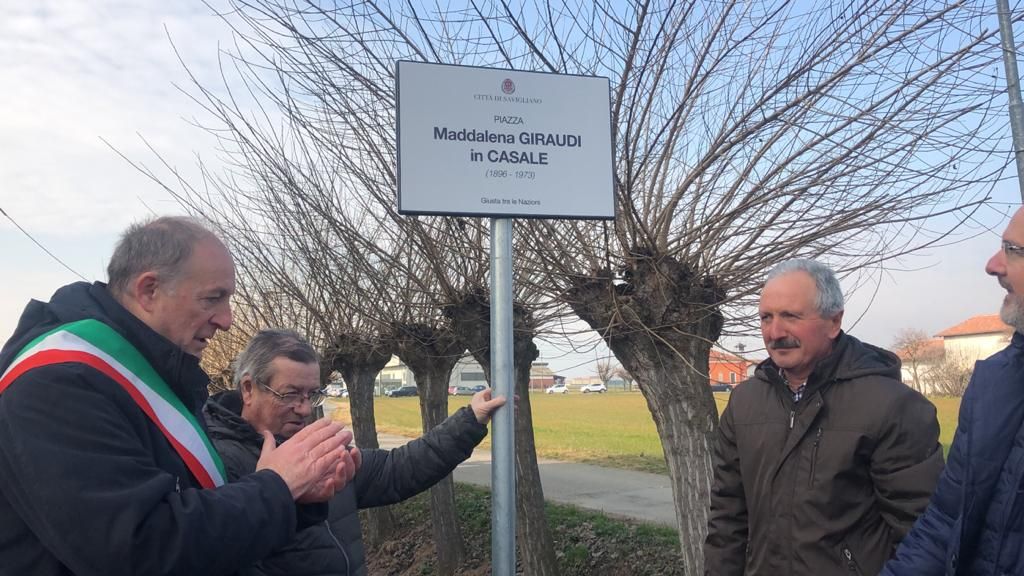 CITTÀ DI SAVIGLIANO
PIAZZA
Maddalena GIRAUDI
in CASALE
(1896 - 1973)
Giusta tra le Nazioni